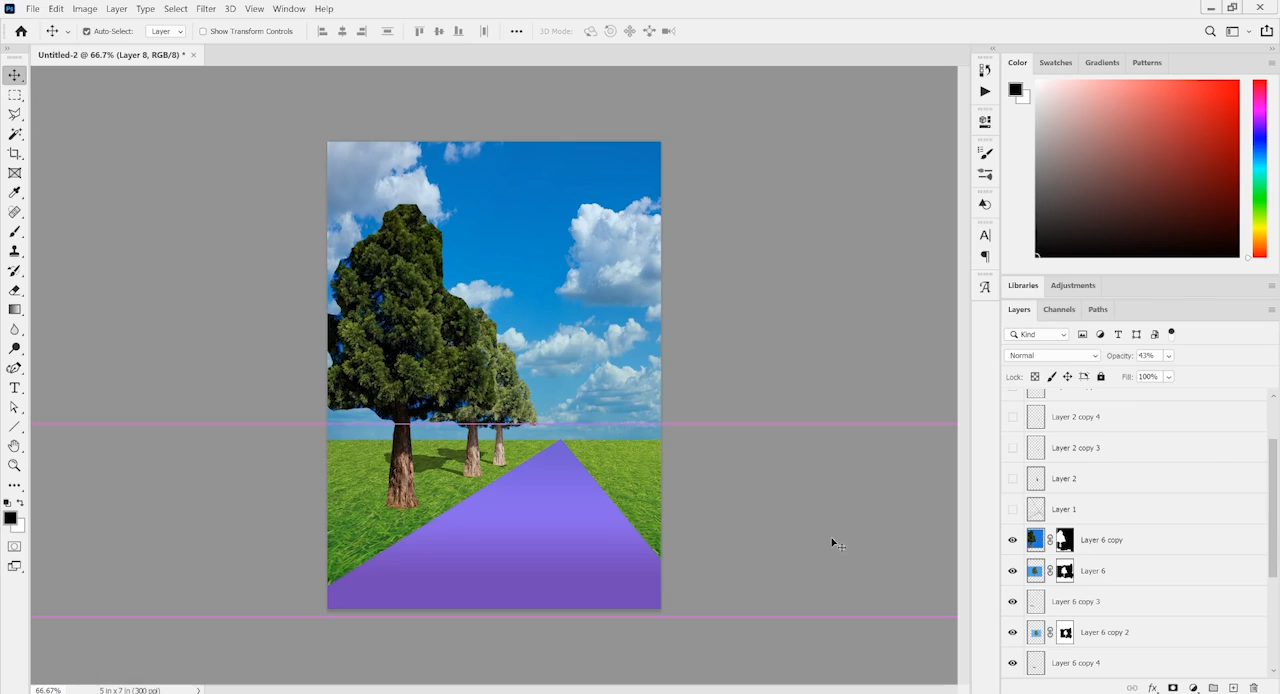 Ps File Edit Image Layer Type Select Filter 3D View Window Help
Auto-Select: Layer Show Transform Controls 3D Mode:
Untitled-2 @ 66.7% (Layer 8, RGB/8) *
Color Swatches Gradients Patterns
Libraries Adjustments
Layers Channels Paths
Kind
Normal Opacity: 43%
Lock: Fill: 100%
Layer 2 copy 4
Layer 2 copy 3
Layer 2
Layer 1
Layer 6 copy
Layer 6
Layer 6 copy 3
Layer 6 copy 2
Layer 6 copy 4
66.67% 5 in x 7 in (300 ppi)